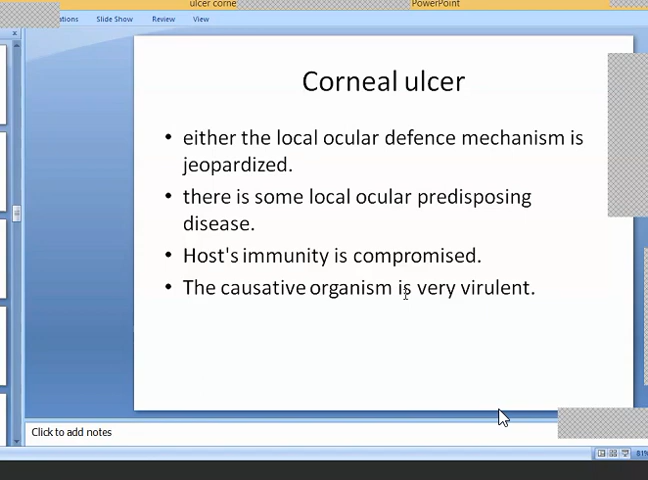 ulcer corne
PowerPoint
ations Slide Show Review View
Corneal ulcer
• either the local ocular defence mechanism is
jeopardized.
• there is some local ocular predisposing
disease.
• Host's immunity is compromised.
• The causative organism is very virulent.
Click to add notes
81%